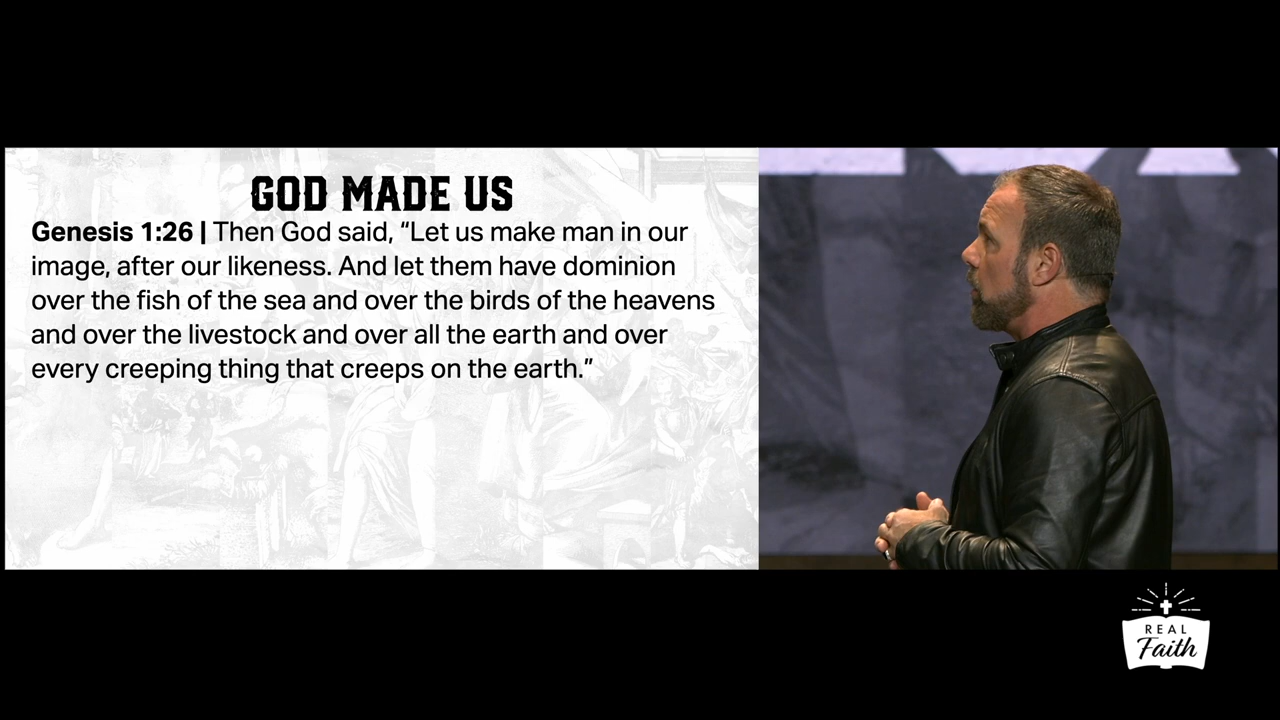 GOD MADE US
Genesis 1:26 | Then God said, “Let us make man in our
image, after our likeness. And let them have dominion
over the fish of the sea and over the birds of the heavens
and over the livestock and over all the earth and over
every creeping thing that creeps on the earth.”
REAL
Faith